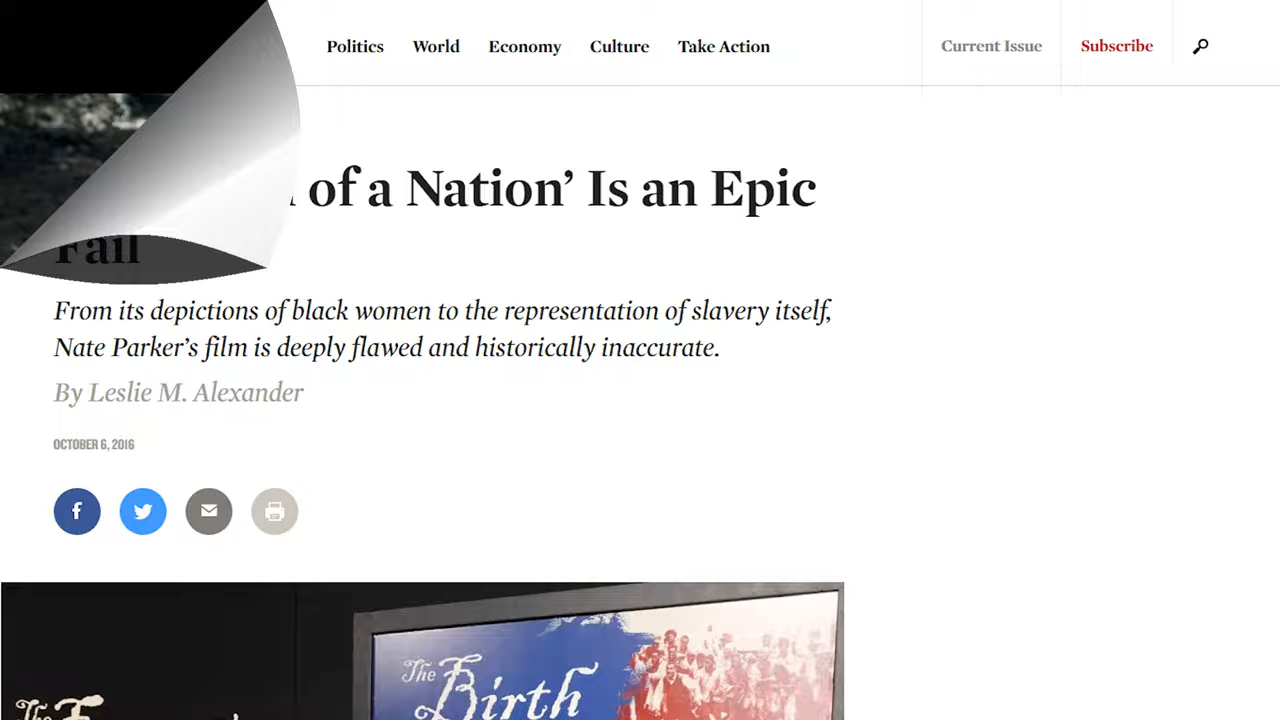 Politics World Economy Culture Take Action Current Issue Subscribe
of a Nation’ Is an Epic
Fail
From its depictions of black women to the representation of slavery itself,
Nate Parker’s film is deeply flawed and historically inaccurate.
By Leslie M. Alexander
OCTOBER 6, 2016
The
Birth
The